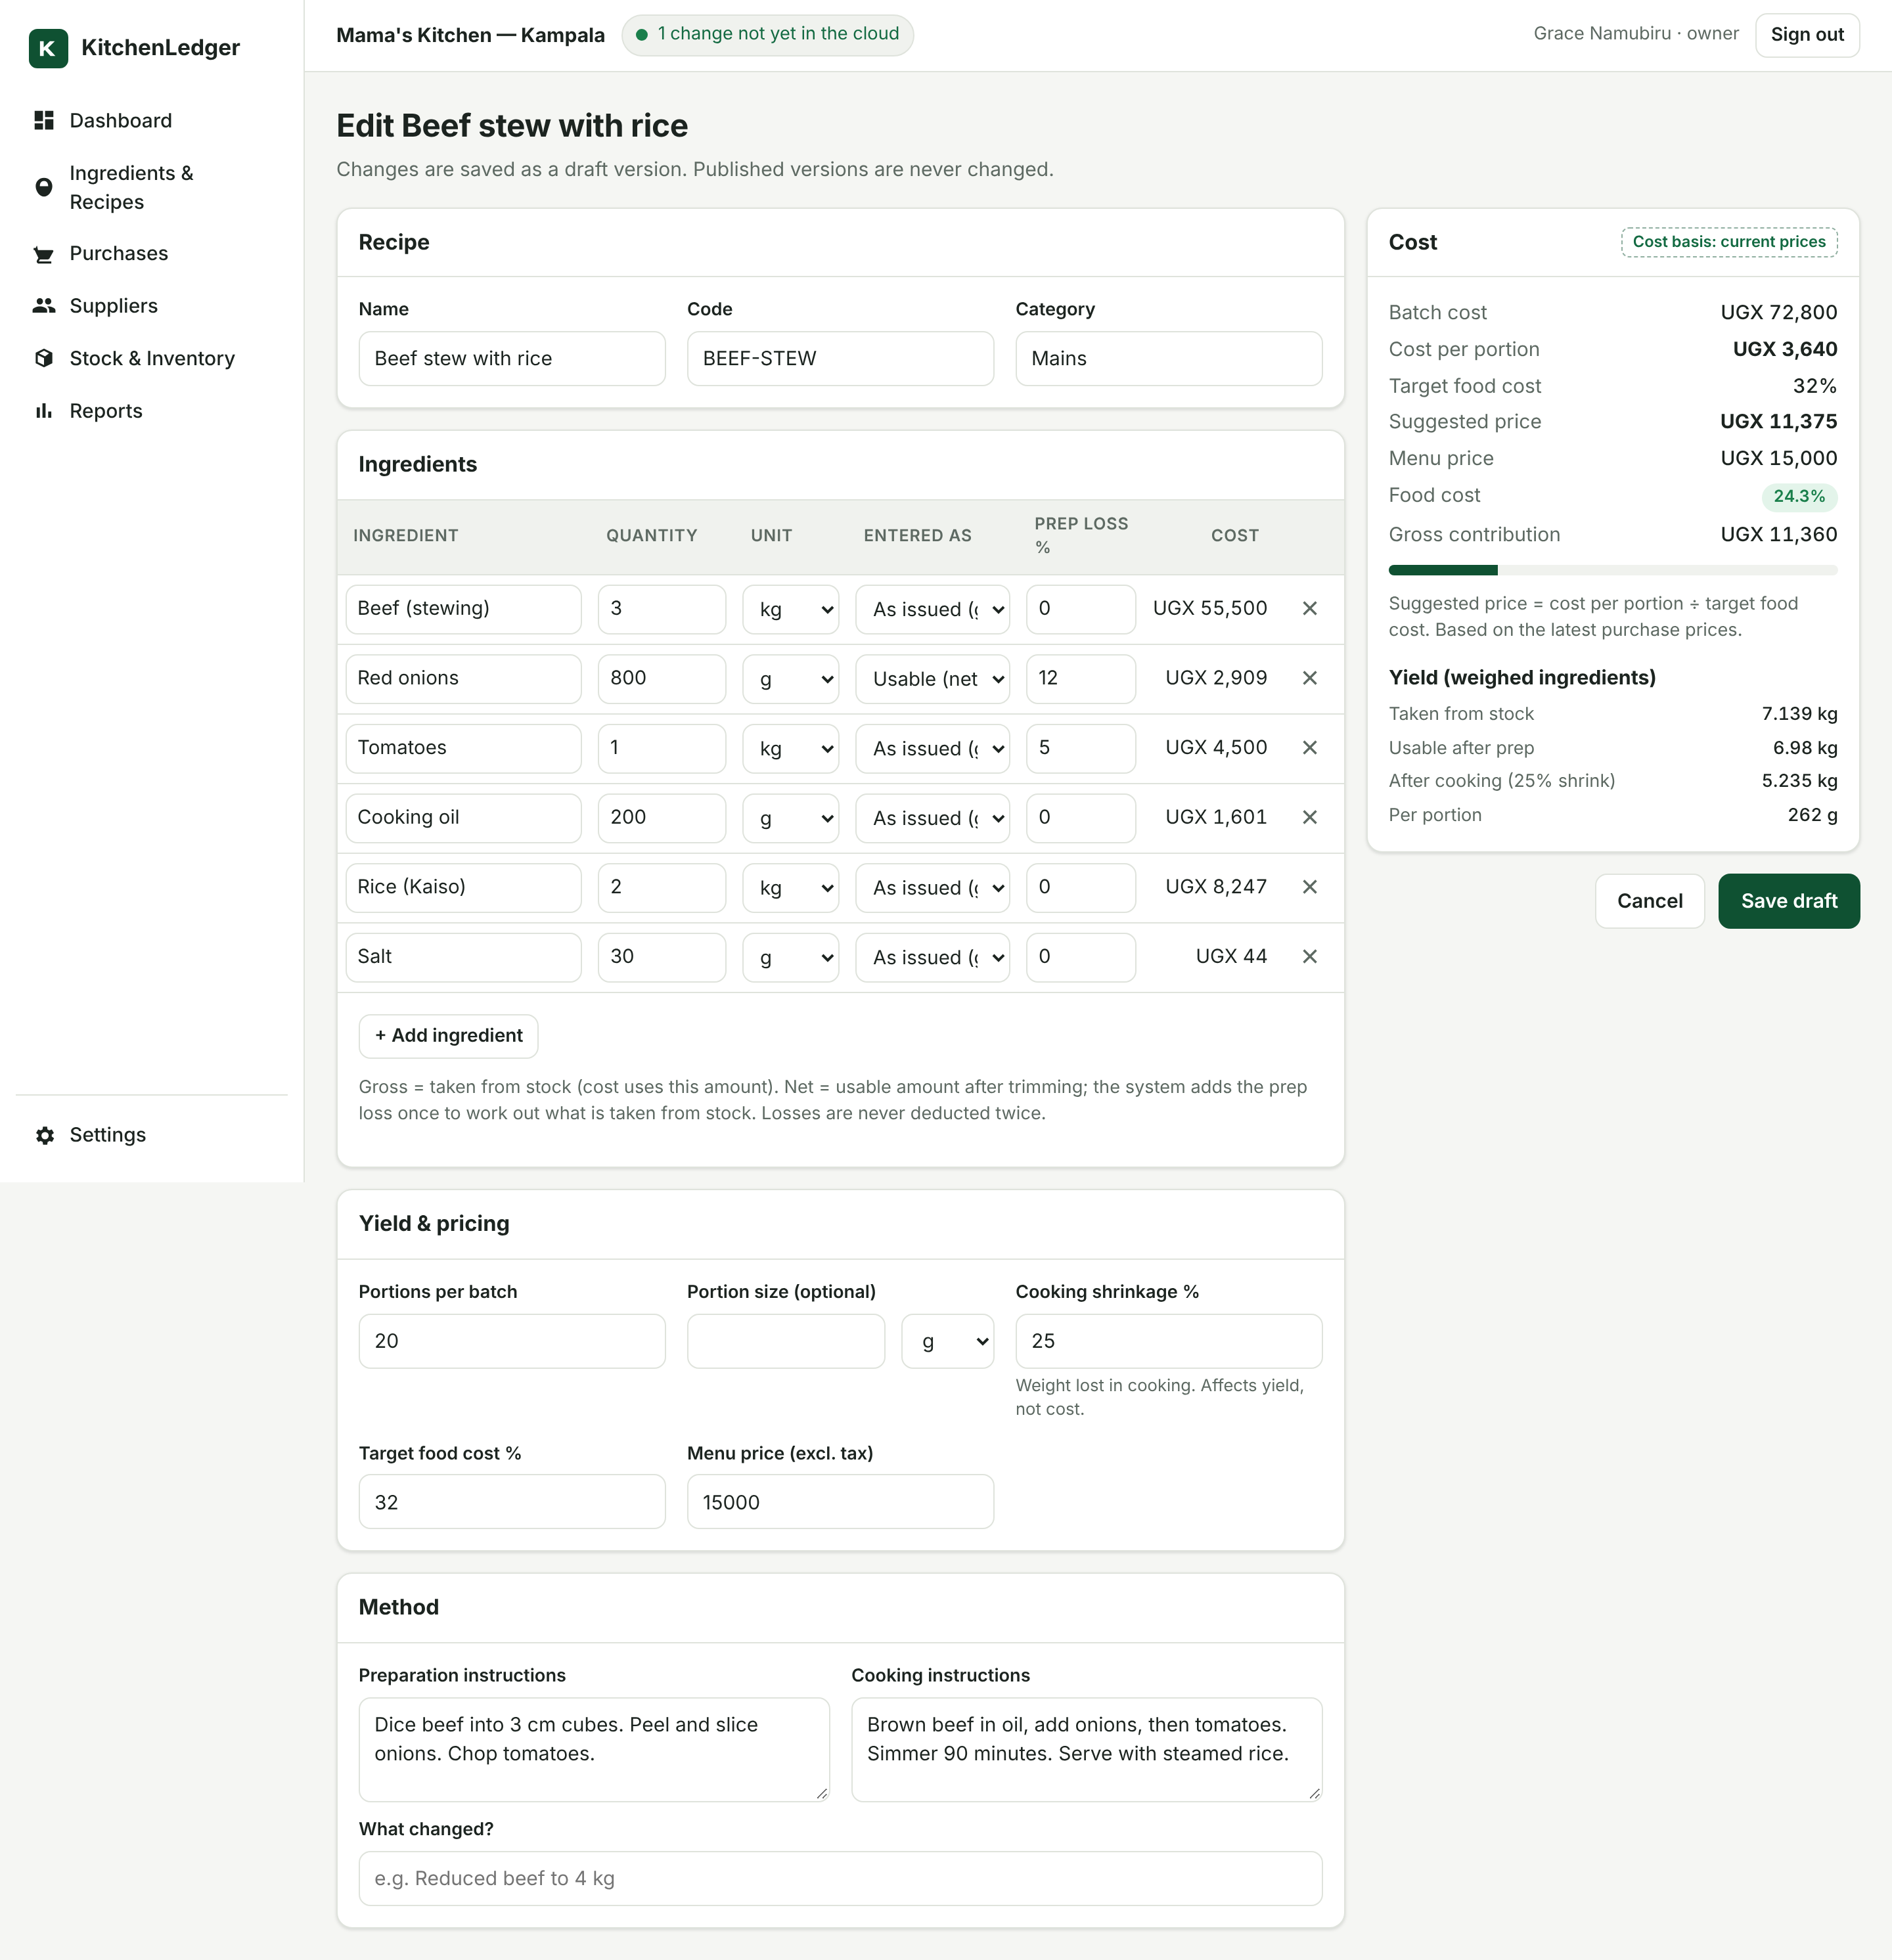 K KitchenLedger
Dashboard
Ingredients &
Recipes
Purchases
Suppliers
Stock & Inventory
Reports
Settings
Mama's Kitchen — Kampala
1 change not yet in the cloud
Grace Namubiru · owner
Sign out
Edit Beef stew with rice
Changes are saved as a draft version. Published versions are never changed.
Recipe
Name Code Category
Beef stew with rice BEEF-STEW Mains
Ingredients
INGREDIENT QUANTITY UNIT ENTERED AS PREP LOSS % COST
Beef (stewing) 3 kg As issued (g 0 UGX 55,500 ✕
Red onions 800 g Usable (net 12 UGX 2,909 ✕
Tomatoes 1 kg As issued (g 5 UGX 4,500 ✕
Cooking oil 200 g As issued (g 0 UGX 1,601 ✕
Rice (Kaiso) 2 kg As issued (g 0 UGX 8,247 ✕
Salt 30 g As issued (g 0 UGX 44 ✕
+ Add ingredient
Gross = taken from stock (cost uses this amount). Net = usable amount after trimming; the system adds the prep
loss once to work out what is taken from stock. Losses are never deducted twice.
Yield & pricing
Portions per batch Portion size (optional) Cooking shrinkage %
20 g 25
Weight lost in cooking. Affects yield,
not cost.
Target food cost % Menu price (excl. tax)
32 15000
Method
Preparation instructions
Dice beef into 3 cm cubes. Peel and slice
onions. Chop tomatoes.
Cooking instructions
Brown beef in oil, add onions, then tomatoes.
Simmer 90 minutes. Serve with steamed rice.
What changed?
e.g. Reduced beef to 4 kg
Cost
Cost basis: current prices
Batch cost UGX 72,800
Cost per portion UGX 3,640
Target food cost 32%
Suggested price UGX 11,375
Menu price UGX 15,000
Food cost 24.3%
Gross contribution UGX 11,360
Suggested price = cost per portion ÷ target food
cost. Based on the latest purchase prices.
Yield (weighed ingredients)
Taken from stock 7.139 kg
Usable after prep 6.98 kg
After cooking (25% shrink) 5.235 kg
Per portion 262 g
Cancel
Save draft